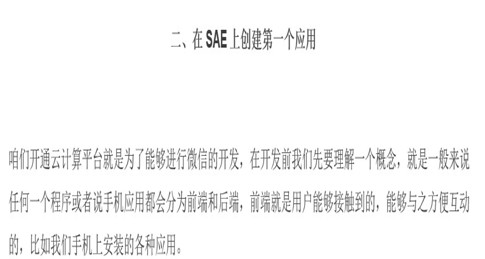 二、在 SAE 上创建第一个应用
咱们开通云计算平台就是为了能够进行微信的开发，在开发前我们先要理解一个概念，就是一般来说
任何一个程序或者说手机应用都会分为前端和后端，前端就是用户能够接触到的，能够与之方便互动
的，比如我们手机上安装的各种应用。